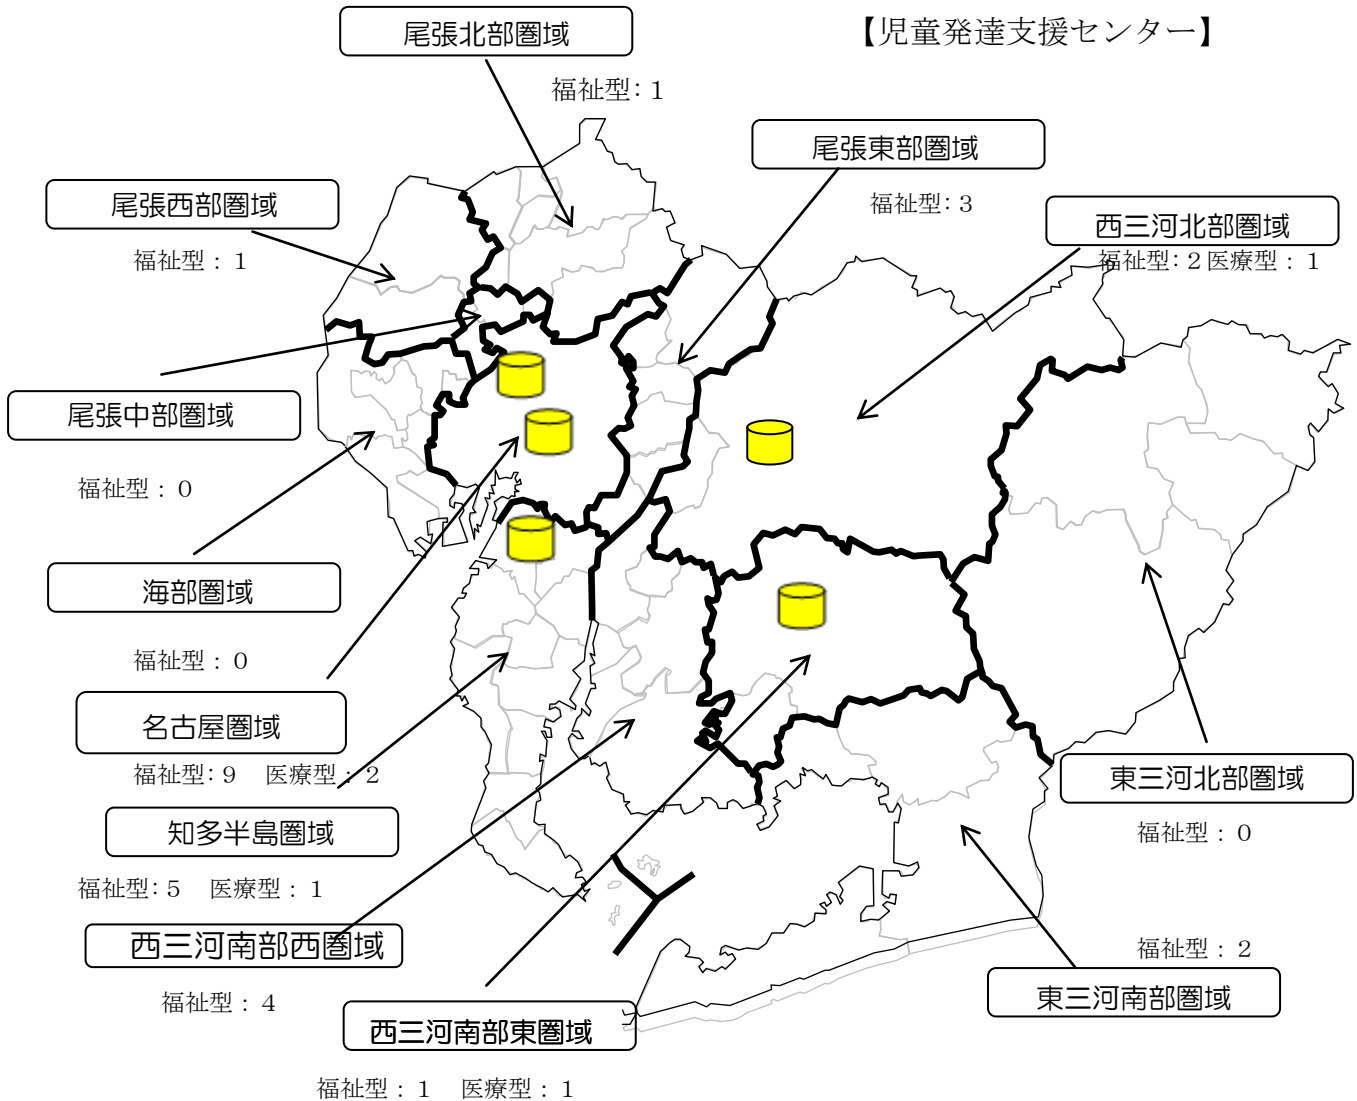 【児童発達支援センター】
尾張北部圏域
福祉型：１
尾張東部圏域
福祉型：３
尾張西部圏域
福祉型：１
西三河北部圏域
福祉型：２医療型：１
尾張中部圏域
福祉型：０
海部圏域
福祉型：０
名古屋圏域
福祉型：９　医療型：２
知多半島圏域
福祉型：５　医療型：１
西三河南部西圏域
福祉型：４
西三河南部東圏域
福祉型：１　医療型：１
東三河北部圏域
福祉型：０
福祉型：２
東三河南部圏域